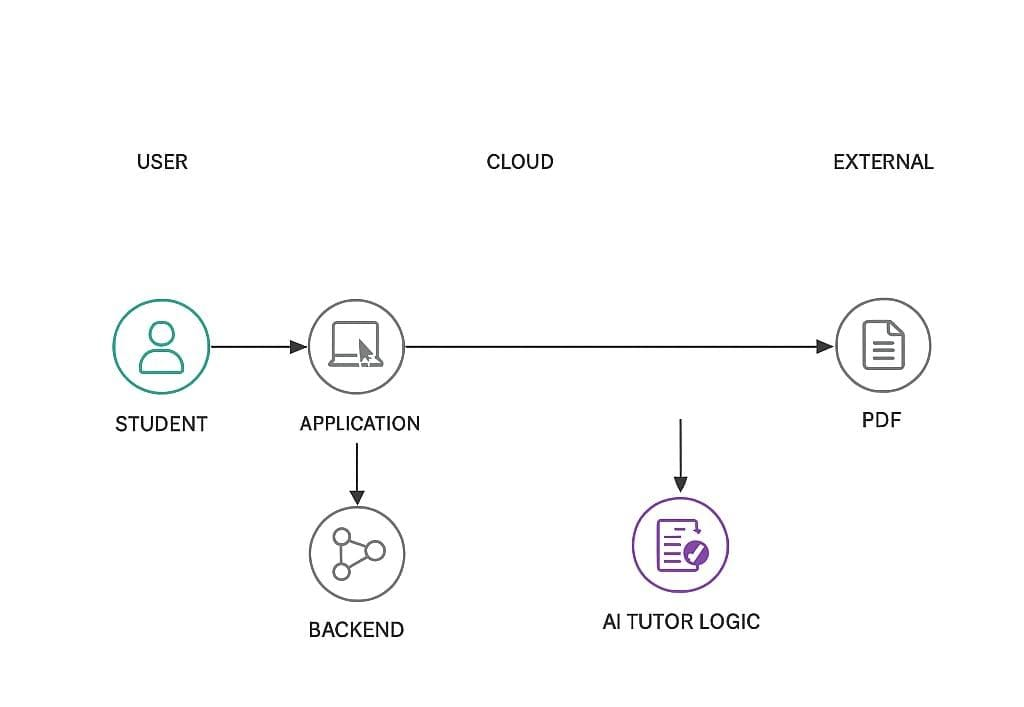 USER
CLOUD
EXTERNAL
STUDENT
APPLICATION
PDF
BACKEND
AI TUTOR LOGIC